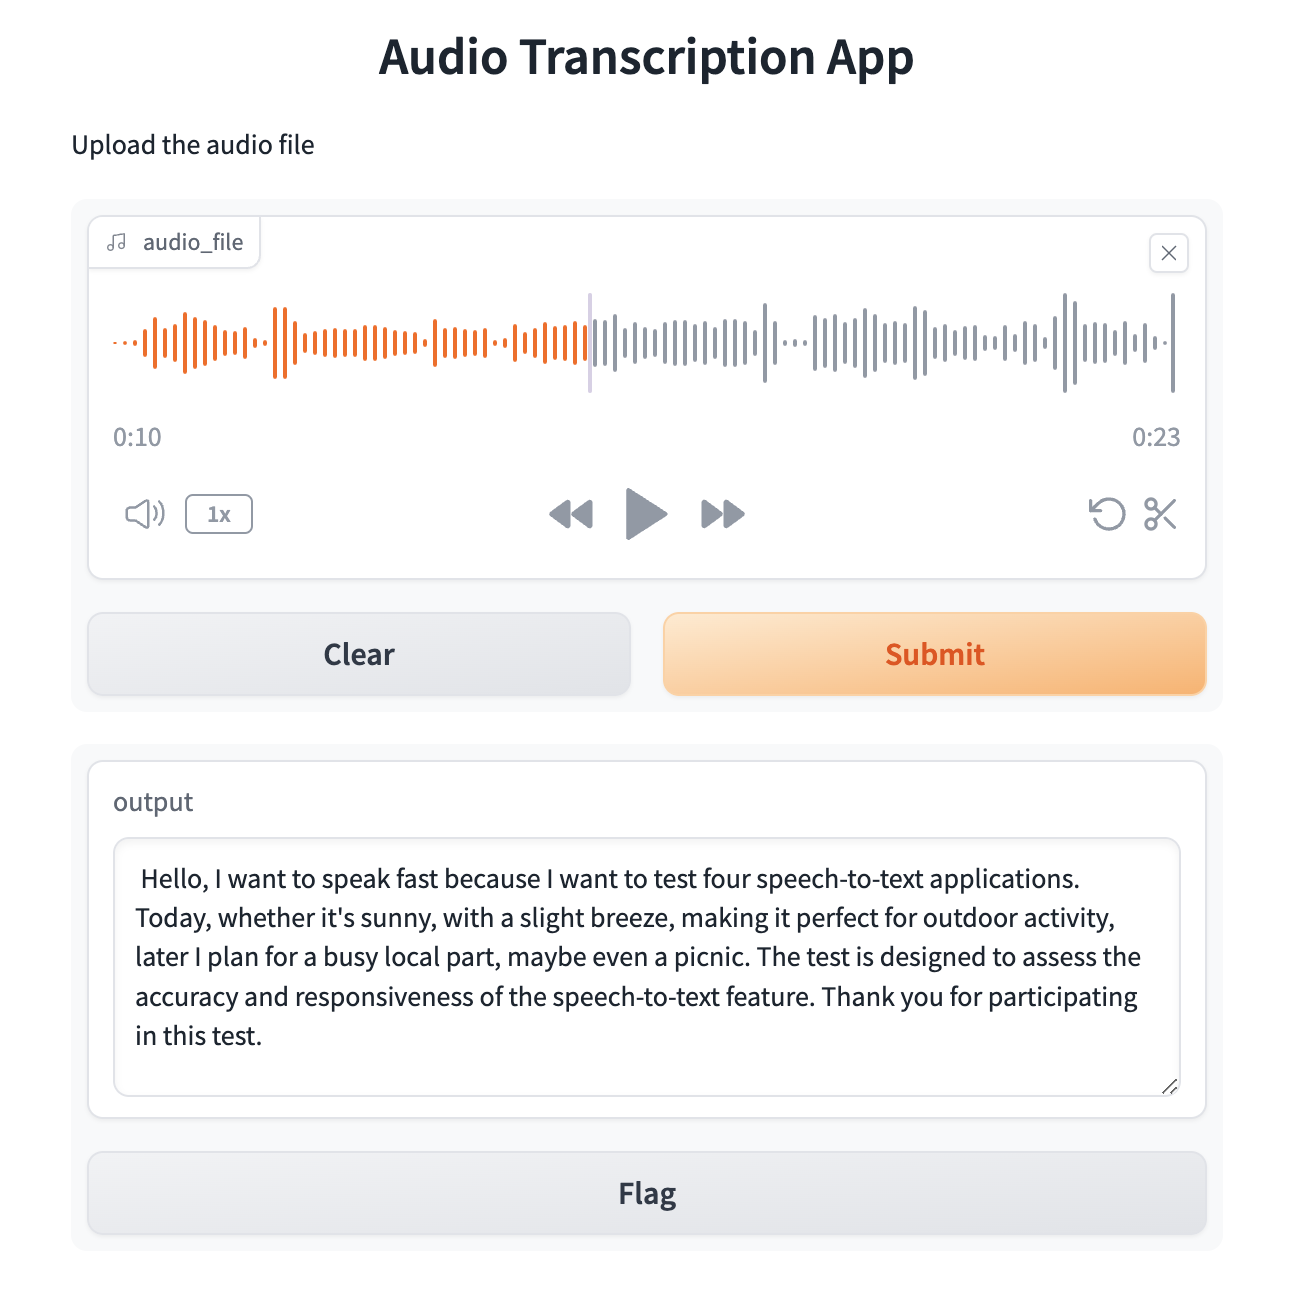 Audio Transcription App
Upload the audio file
audio_file
0:10
0:23
1x
Clear
Submit
output
Hello, I want to speak fast because I want to test four speech-to-text applications.
Today, whether it's sunny, with a slight breeze, making it perfect for outdoor activity,
later I plan for a busy local part, maybe even a picnic. The test is designed to assess the
accuracy and responsiveness of the speech-to-text feature. Thank you for participating
in this test.
Flag